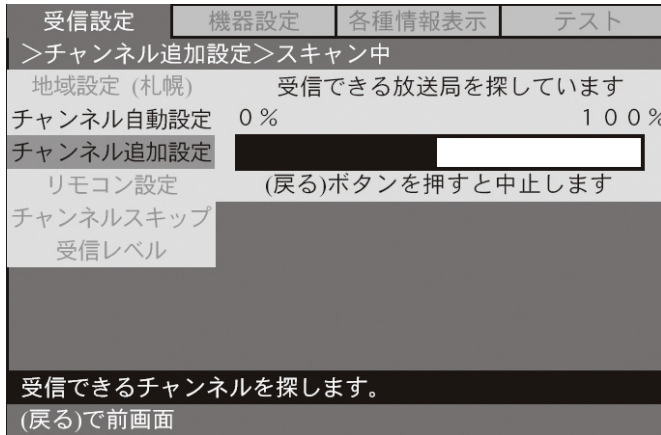 受信設定 機器設定 各種情報表示 テスト
＞チャンネル追加設定＞スキャン中
地域設定 (札幌) 受信できる放送局を探しています
チャンネル自動設定 0％ 100％
チャンネル追加設定
リモコン設定 (戻る)ボタンを押すと中止します
チャンネルスキップ
受信レベル
受信できるチャンネルを探します。
(戻る)で前画面